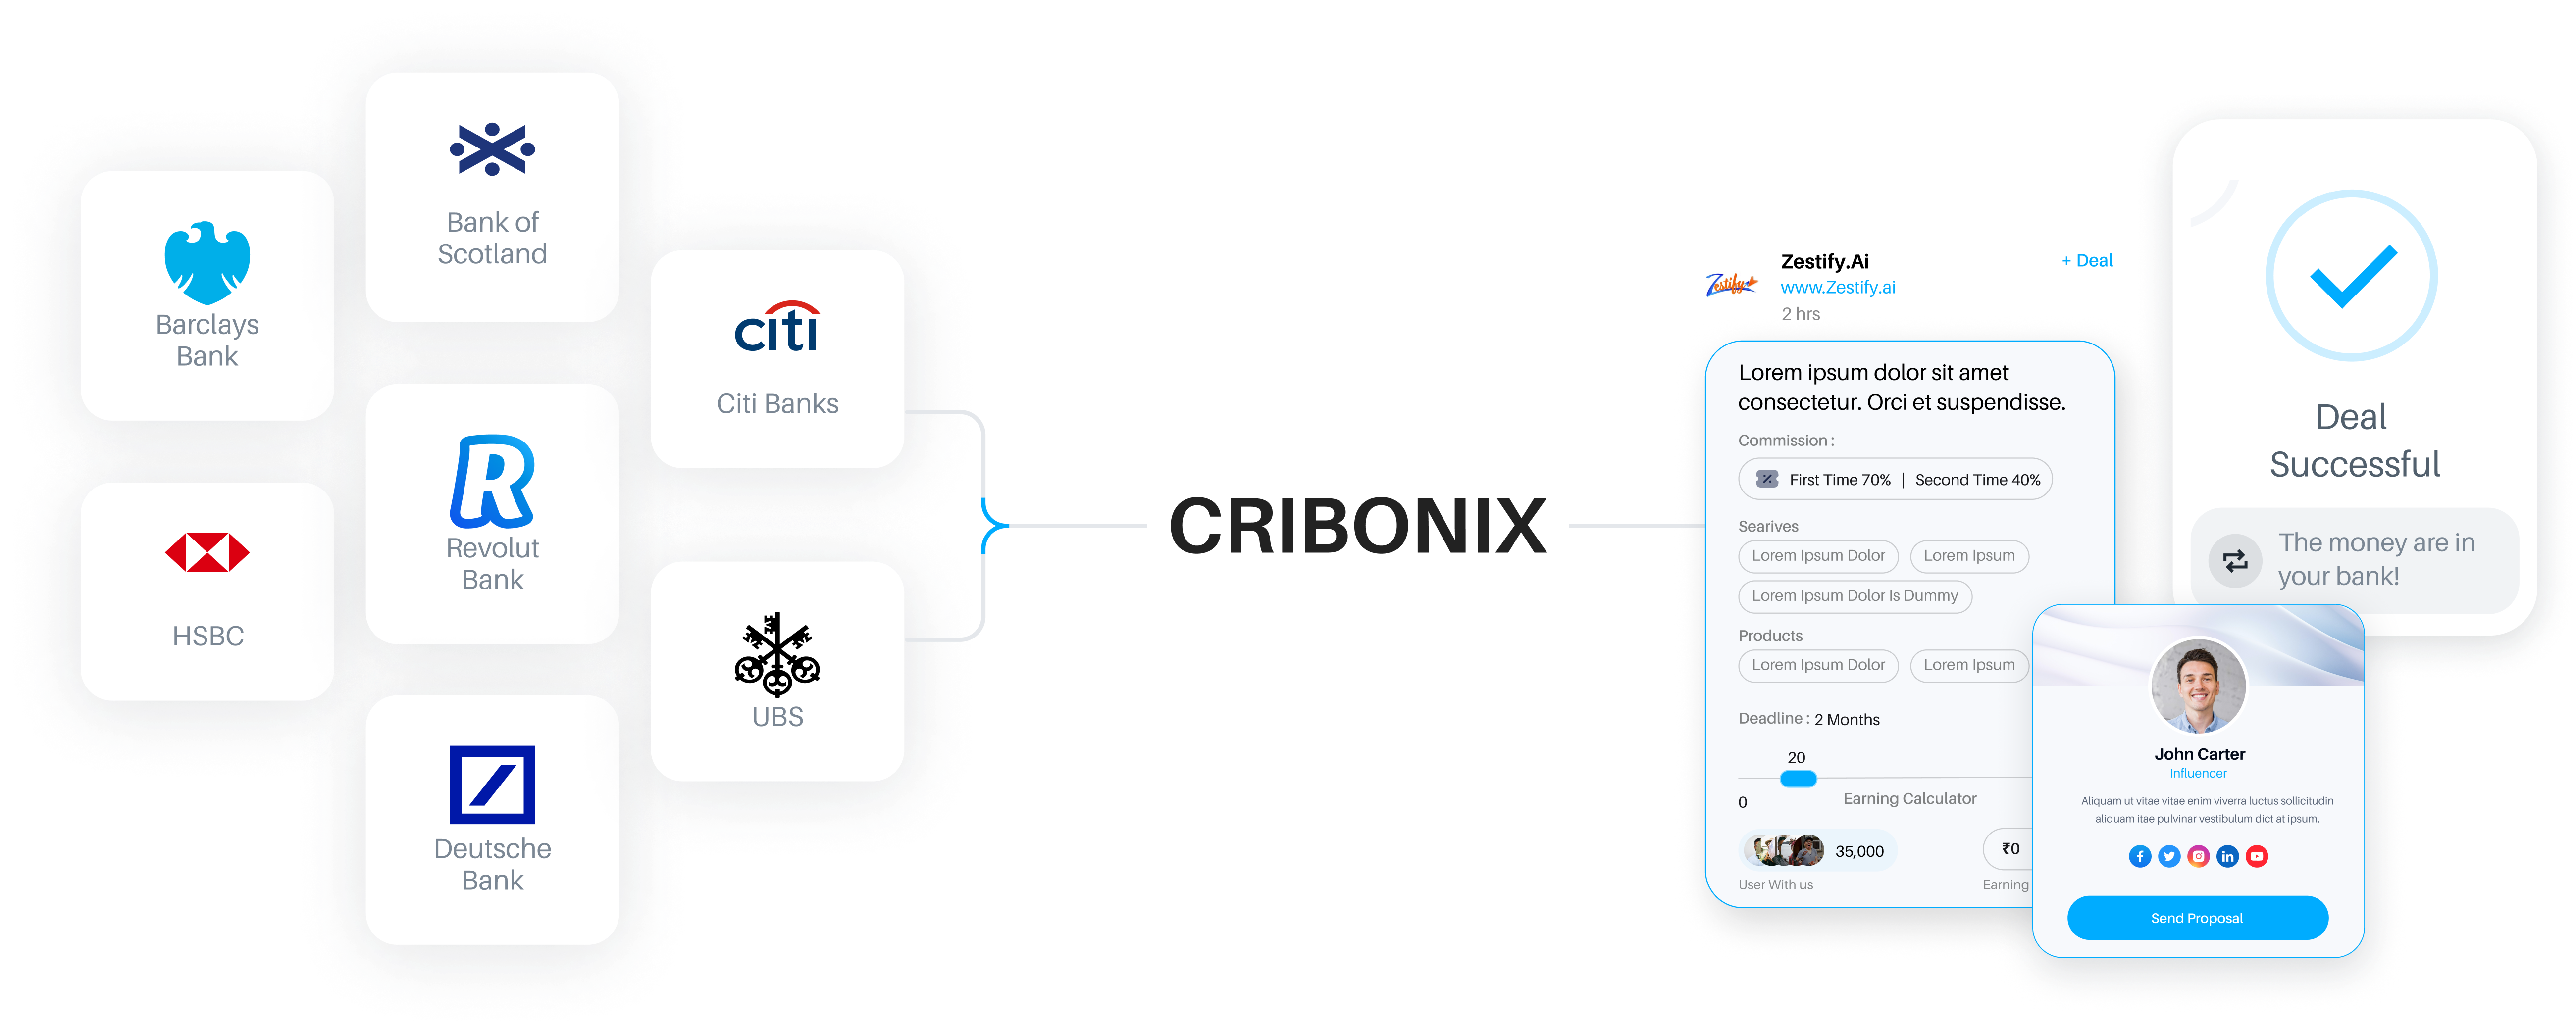 Barclays
Bank
HSBC
Bank of
Scotland
Revolut
Bank
Deutsche
Bank
citi
Citi Banks
UBS
CRIBONIX
Zestify
Zestify.Ai
www.Zestify.ai
2 hrs
+ Deal
Lorem ipsum dolor sit amet
consectetur. Orci et suspendisse.
Commission :
First Time 70% | Second Time 40%
Searives
Lorem Ipsum Dolor
Lorem Ipsum
Lorem Ipsum Dolor Is Dummy
Products
Lorem Ipsum Dolor
Lorem Ipsum
Deadline : 2 Months
20
0
Earning Calculator
35,000
User With us
₹0
Earning
Deal
Successful
The money are in
your bank!
John Carter
Influencer
Aliquam ut vitae vitae enim viverra luctus sollicitudin
aliquam itae pulvinar vestibulum dict at ipsum.
Send Proposal